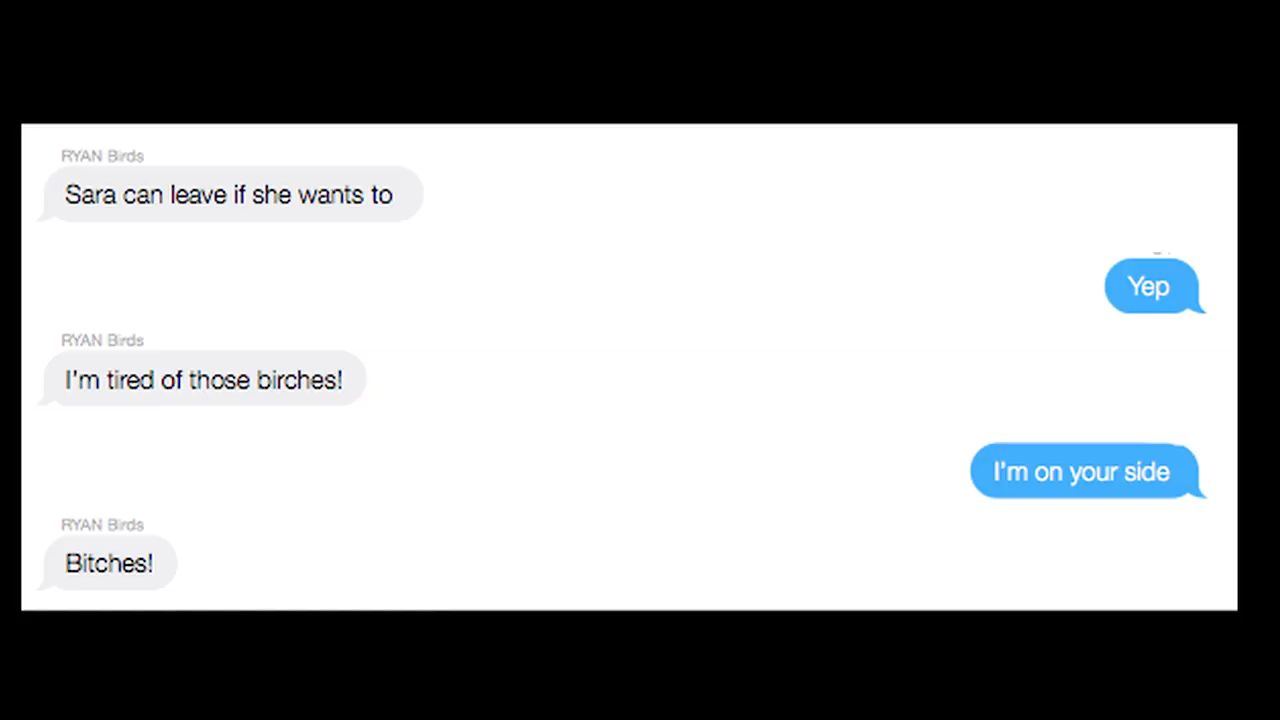 RYAN Birds
Sara can leave if she wants to
Yep
RYAN Birds
I'm tired of those birches!
I'm on your side
RYAN Birds
Bitches!